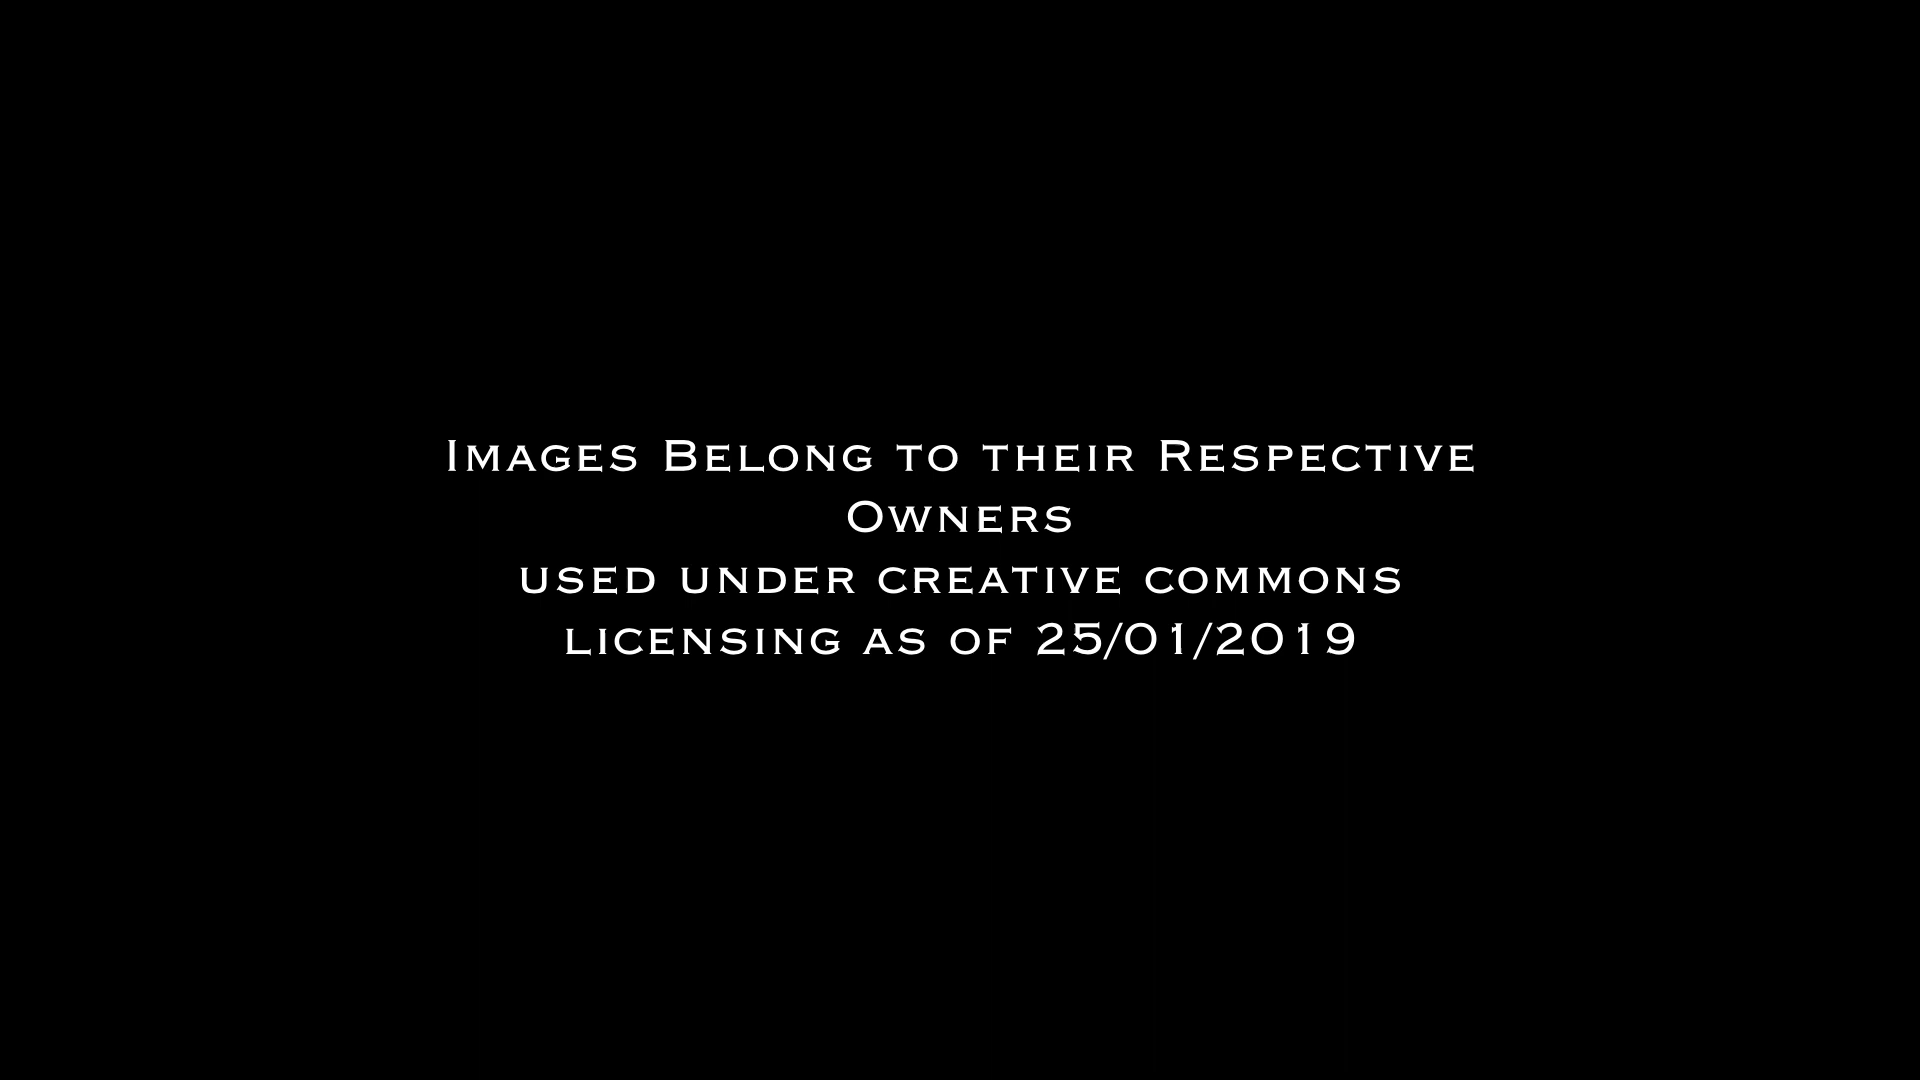 Images Belong to their Respective
Owners
used under creative commons
licensing as of 25/01/2019